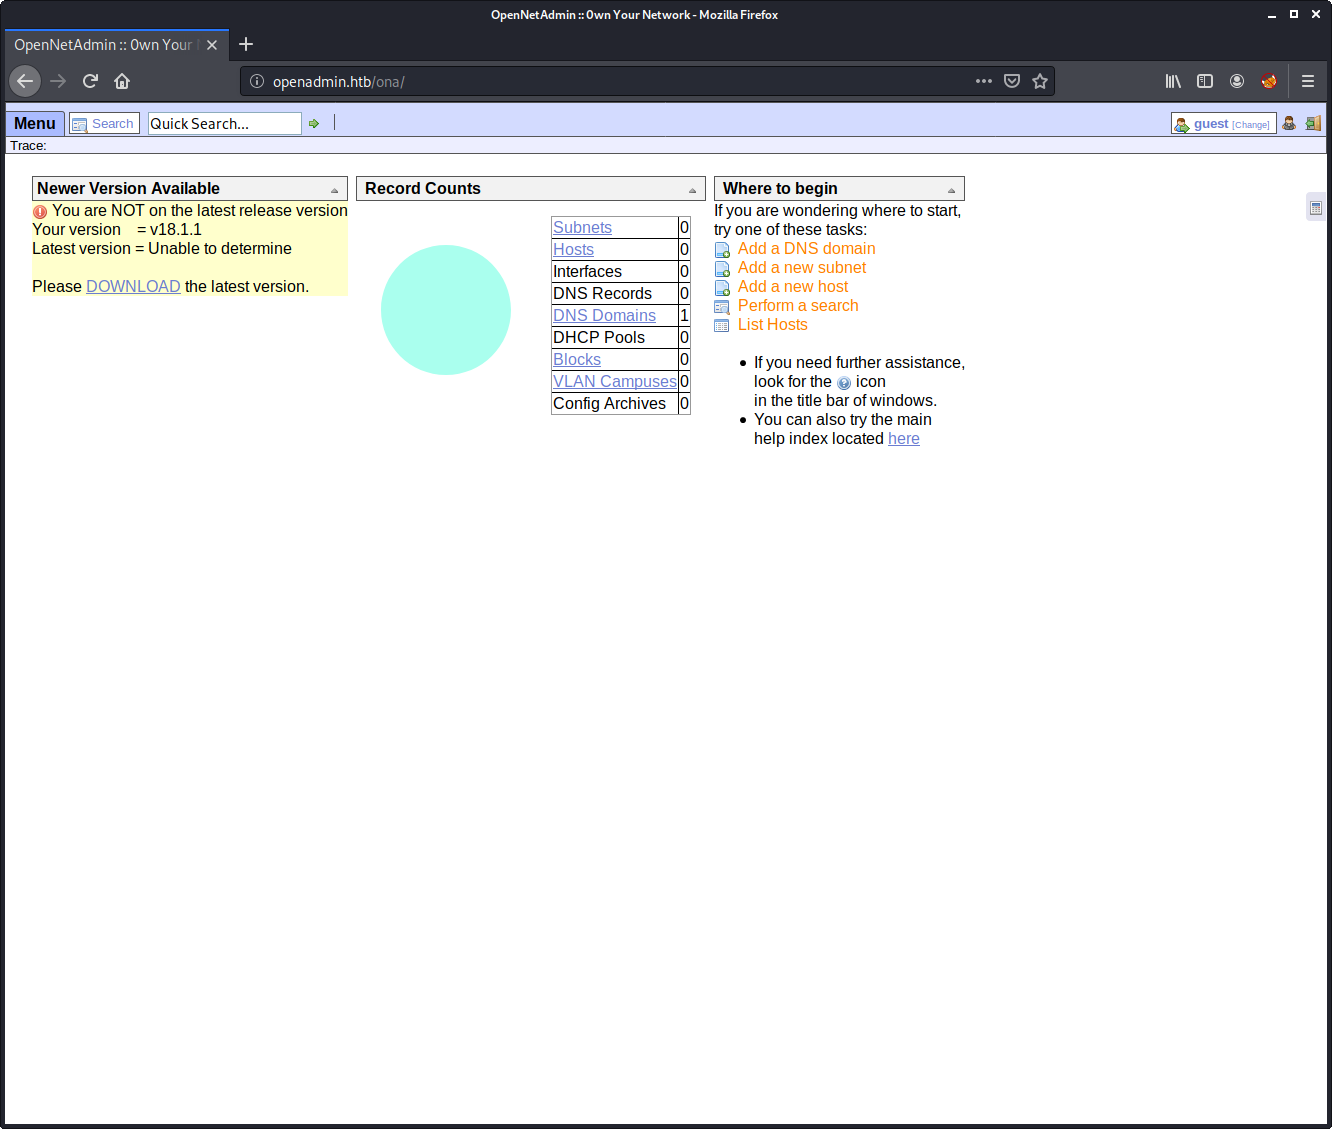 OpenNetAdmin :: 0wn Your Network - Mozilla Firefox
OpenNetAdmin :: 0wn Your
openadmin.htb/ona/
Menu Search Quick Search... guest [Change]
Trace:
Newer Version Available
You are NOT on the latest release version
Your version = v18.1.1
Latest version = Unable to determine
Please DOWNLOAD the latest version.
Record Counts
Subnets 0
Hosts 0
Interfaces 0
DNS Records 0
DNS Domains 1
DHCP Pools 0
Blocks 0
VLAN Campuses 0
Config Archives 0
Where to begin
If you are wondering where to start,
try one of these tasks:
Add a DNS domain
Add a new subnet
Add a new host
Perform a search
List Hosts
If you need further assistance,
look for the icon
in the title bar of windows.
You can also try the main
help index located here